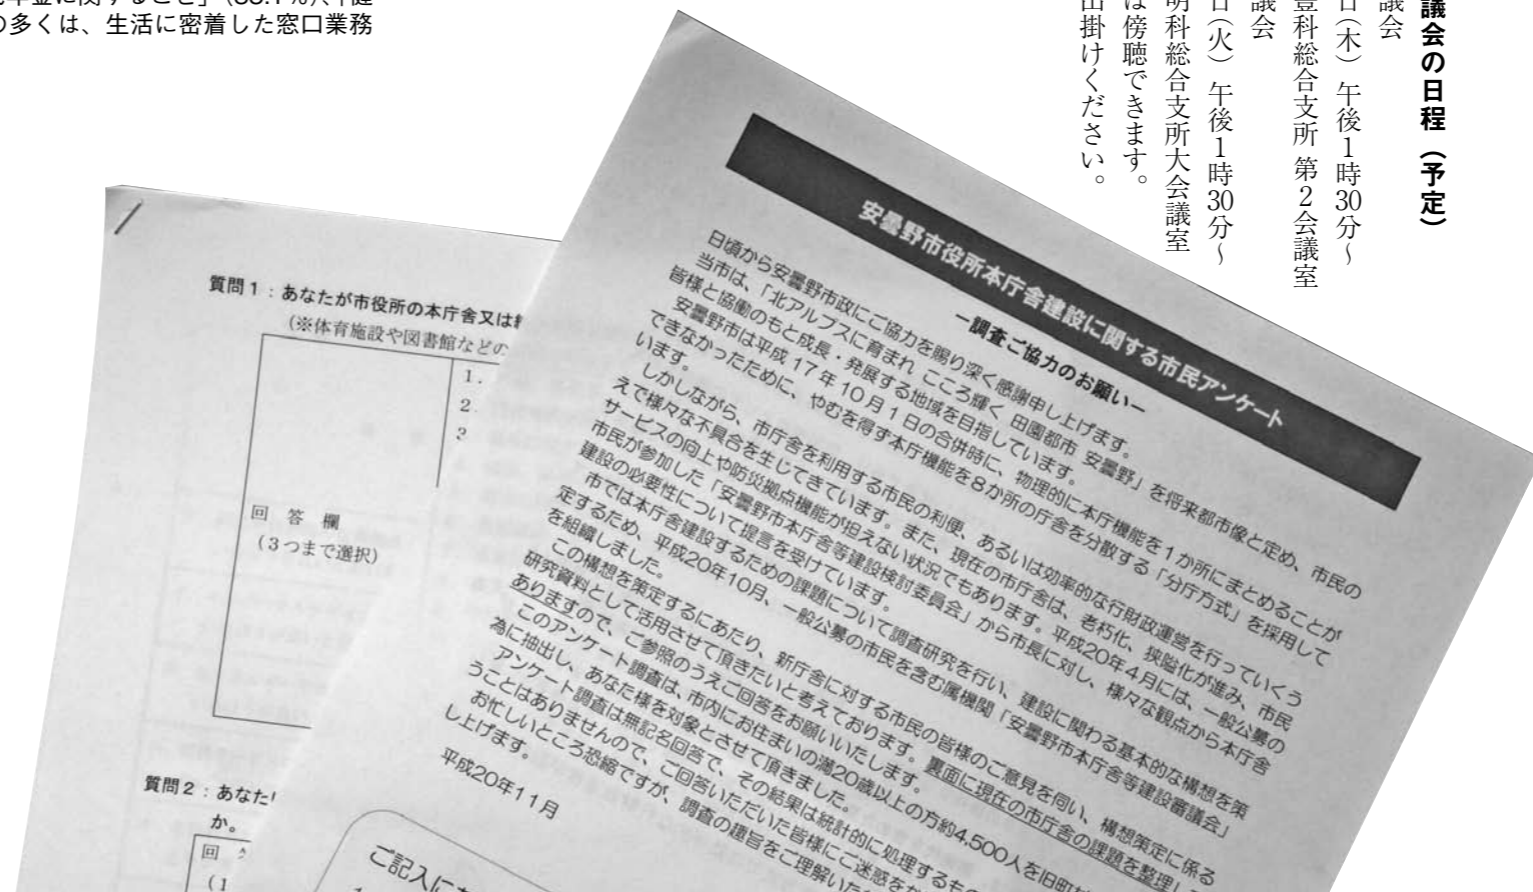 年金に関すること」(33.1%)、「健
の多くは、生活に密着した窓口業務
議会の日程（予定）
議会
日（木）午後1時30分～
豊科総合支所 第2会議室
議会
日（火）午後1時30分～
明科総合支所大会議室
は傍聴できます。
出掛けください。
安曇野市役所本庁舎建設に関する市民アンケート
ー調査ご協力のお願いー
日頃から安曇野市政にご協力を賜り深く感謝申し上げます。
当市は、「北アルプスに育まれ こころ輝く 田園都市 安曇野」を将来都市像と定め、市民の
皆様と協働のもと成長・発展する地域を目指しています。
安曇野市は平成17年10月1日の合併時に、物理的に本庁機能を1か所にまとめることが
できなかったために、やむを得ず本庁機能を8か所の庁舎を分散する「分庁方式」を採用して
います。
しかしながら、市庁舎を利用する市民の利便、あるいは効率的な行財政運営を行っていくう
えで様々な不具合を生じてきています。また、現在の市庁舎は、老朽化、狭隘化が進み、市民
サービスの向上や防災拠点機能が担えない状況でもあります。平成20年4月には、一般公募の
市民が参加した「安曇野市本庁舎等建設検討委員会」から市長に対し、様々な観点から本庁舎
建設の必要性について提言を受けています。
市では本庁舎建設するための課題について調査研究を行い、建設に関わる基本的な構想を策
定するため、平成20年10月、一般公募の市民を含む属機関「安曇野市本庁舎等建設審議会」
を組織しました。
この構想を策定するにあたり、新庁舎に対する市民の皆様のご意見を伺い、構想策定に係る
研究資料として活用させて頂きたいと考えております。裏面に現在の市庁舎の課題を整理し
ありますので、ご参照のうえご回答をお願いいたします。
このアンケート調査は、市内にお住まいの満20歳以上の方約4,500人を旧町
為に抽出し、あなた様を対象とさせて頂きました。
アンケート調査は無記名回答で、その結果は統計的に処理するもの
うことはありませんので、ご回答いただいた皆様にご迷惑をか
お忙しいところ恐縮ですが、調査の趣旨をご理解いた
し上げます。
平成20年11月
ご記入にあ
質問1：あなたが市役所の本庁舎又は
（※体育施設や図書館などの
1.
2.
3
回 答 欄
（3つまで選択）
質問2：あなた
か。
回
（1